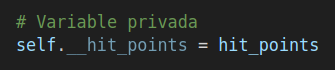 # Variable privada
self.__hit_points = hit_points